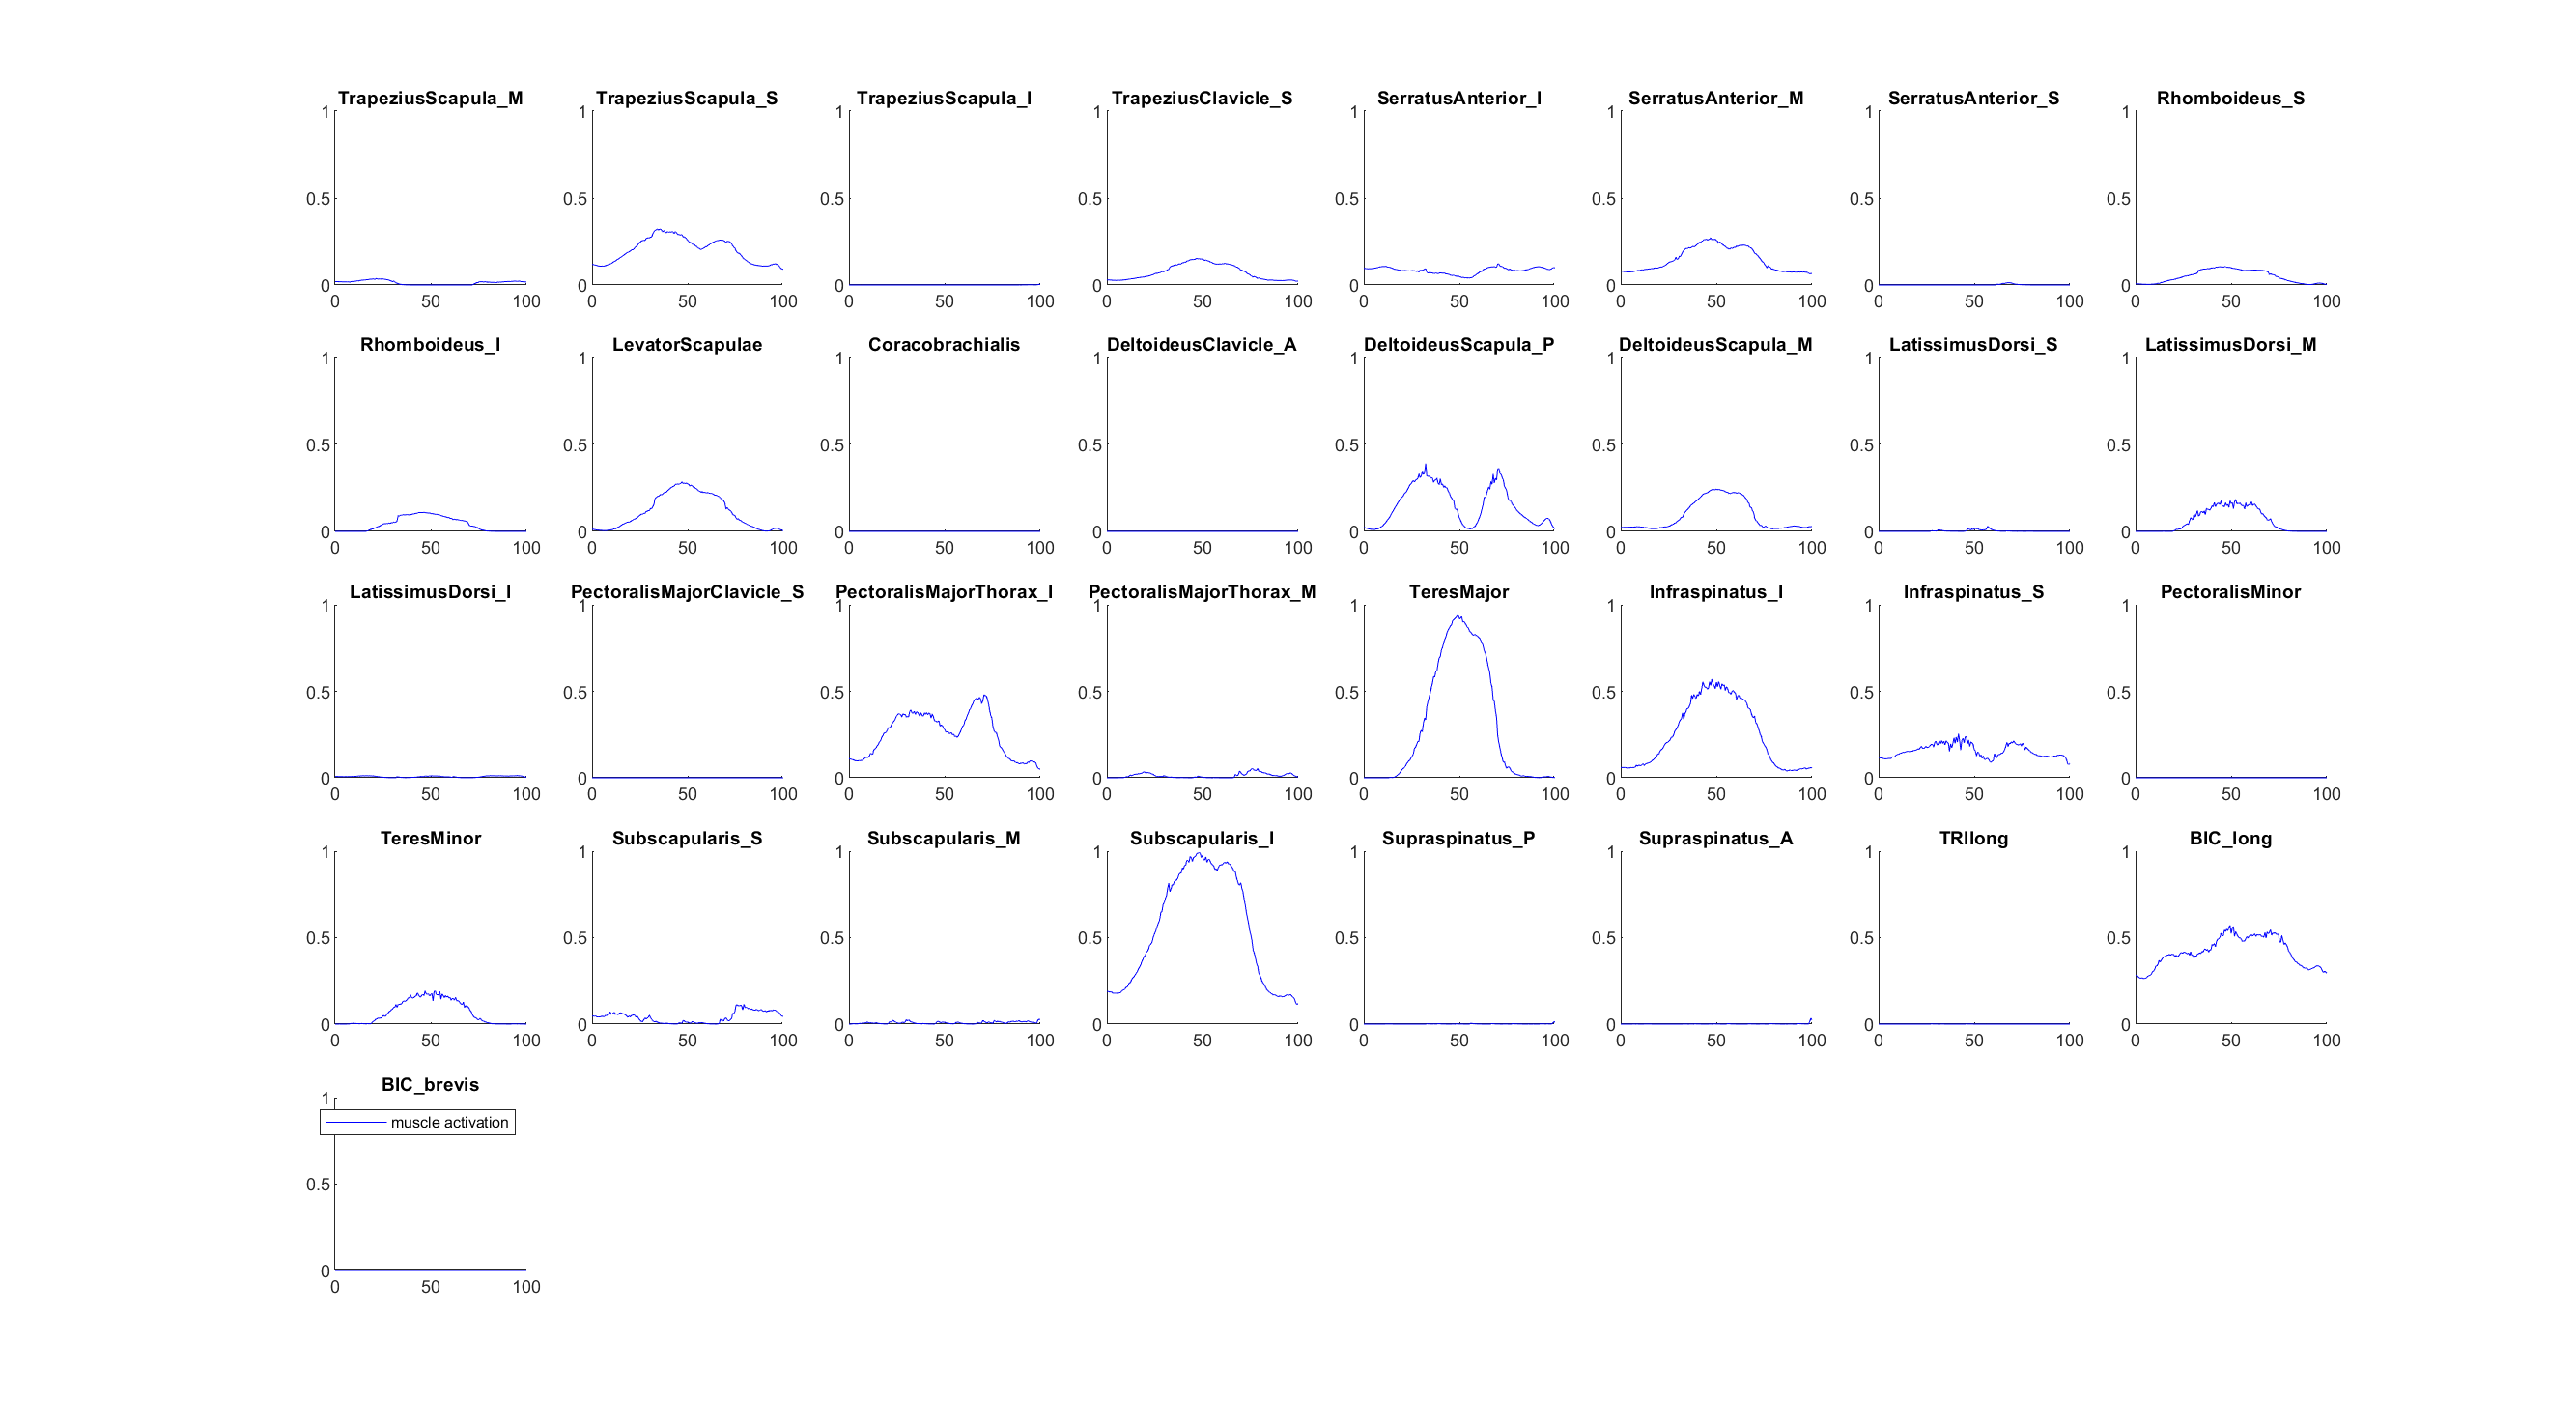 TrapeziusScapula_M TrapeziusScapula_S TrapeziusScapula_I TrapeziusClavicle_S SerratusAnterior_I SerratusAnterior_M SerratusAnterior_S Rhomboideus_S
1 1 1 1 1 1 1 1
0.5 0.5 0.5 0.5 0.5 0.5 0.5 0.5
0 0 0 0 0 0 0 0
0 50 100 0 50 100 0 50 100 0 50 100 0 50 100 0 50 100 0 50 100 0 50 100
Rhomboideus_I LevatorScapulae Coracobrachialis DeltoideusClavicle_A DeltoideusScapula_P DeltoideusScapula_M LatissimusDorsi_S LatissimusDorsi_M
1 1 1 1 1 1 1 1
0.5 0.5 0.5 0.5 0.5 0.5 0.5 0.5
0 0 0 0 0 0 0 0
0 50 100 0 50 100 0 50 100 0 50 100 0 50 100 0 50 100 0 50 100 0 50 100
LatissimusDorsi_I PectoralisMajorClavicle_S PectoralisMajorThorax_I PectoralisMajorThorax_M TeresMajor Infraspinatus_I Infraspinatus_S PectoralisMinor
1 1 1 1 1 1 1 1
0.5 0.5 0.5 0.5 0.5 0.5 0.5 0.5
0 0 0 0 0 0 0 0
0 50 100 0 50 100 0 50 100 0 50 100 0 50 100 0 50 100 0 50 100 0 50 100
TeresMinor Subscapularis_S Subscapularis_M Subscapularis_I Supraspinatus_P Supraspinatus_A TRIlong BIC_long
1 1 1 1 1 1 1 1
0.5 0.5 0.5 0.5 0.5 0.5 0.5 0.5
0 0 0 0 0 0 0 0
0 50 100 0 50 100 0 50 100 0 50 100 0 50 100 0 50 100 0 50 100 0 50 100
BIC_brevis
1
muscle activation
0.5
0
0 50 100